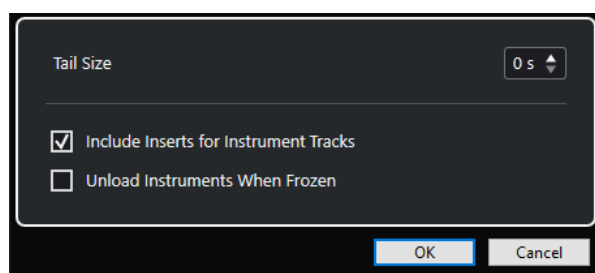 Tail Size
0 s
Include Inserts for Instrument Tracks
Unload Instruments When Frozen
OK
Cancel